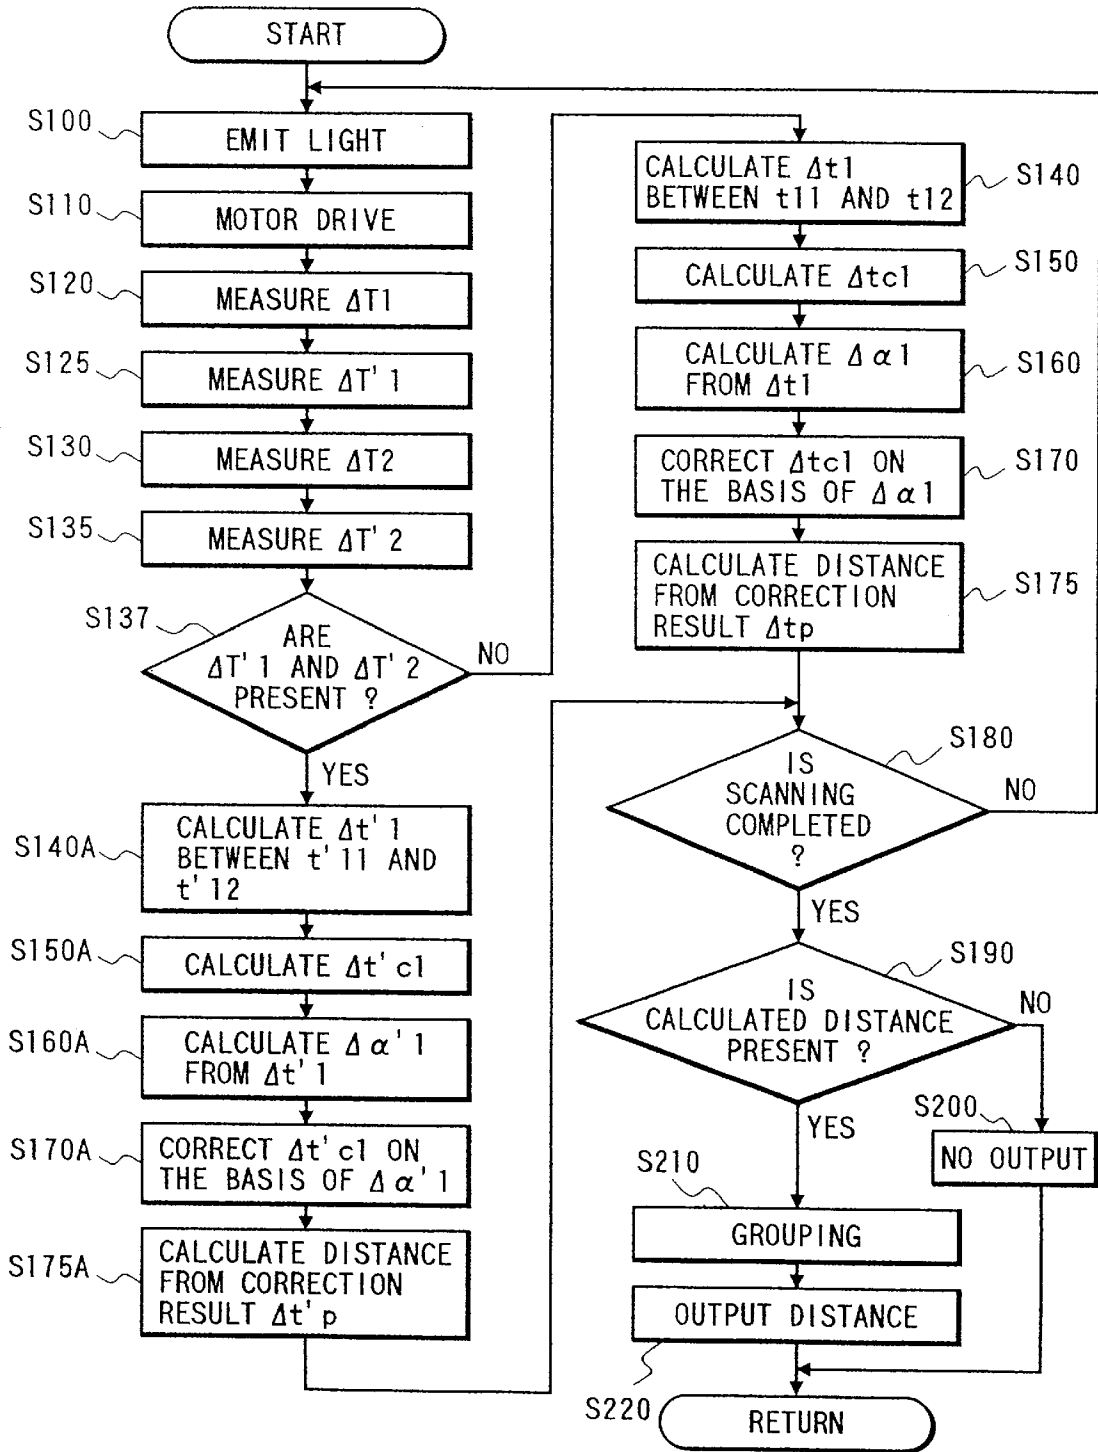 START
S100
EMIT LIGHT
S110
MOTOR DRIVE
S120
MEASURE ΔT1
S125
MEASURE ΔT'1
S130
MEASURE ΔT2
S135
MEASURE ΔT'2
S137
ARE
ΔT'1 AND ΔT'2
PRESENT ?
NO
YES
S140A
CALCULATE Δt'1
BETWEEN t'11 AND
t'12
S150A
CALCULATE Δt'c1
S160A
CALCULATE Δα'1
FROM Δt'1
S170A
CORRECT Δt'c1 ON
THE BASIS OF Δα'1
S175A
CALCULATE DISTANCE
FROM CORRECTION
RESULT Δt'p
CALCULATE Δt1
BETWEEN t11 AND t12
S140
CALCULATE Δtc1
S150
CALCULATE Δα1
FROM Δt1
S160
CORRECT Δtc1 ON
THE BASIS OF Δα1
S170
CALCULATE DISTANCE
FROM CORRECTION
RESULT Δtp
S175
S180
IS
SCANNING
COMPLETED
?
NO
YES
S190
IS
CALCULATED DISTANCE
PRESENT ?
NO
YES
S200
NO OUTPUT
S210
GROUPING
OUTPUT DISTANCE
S220
RETURN